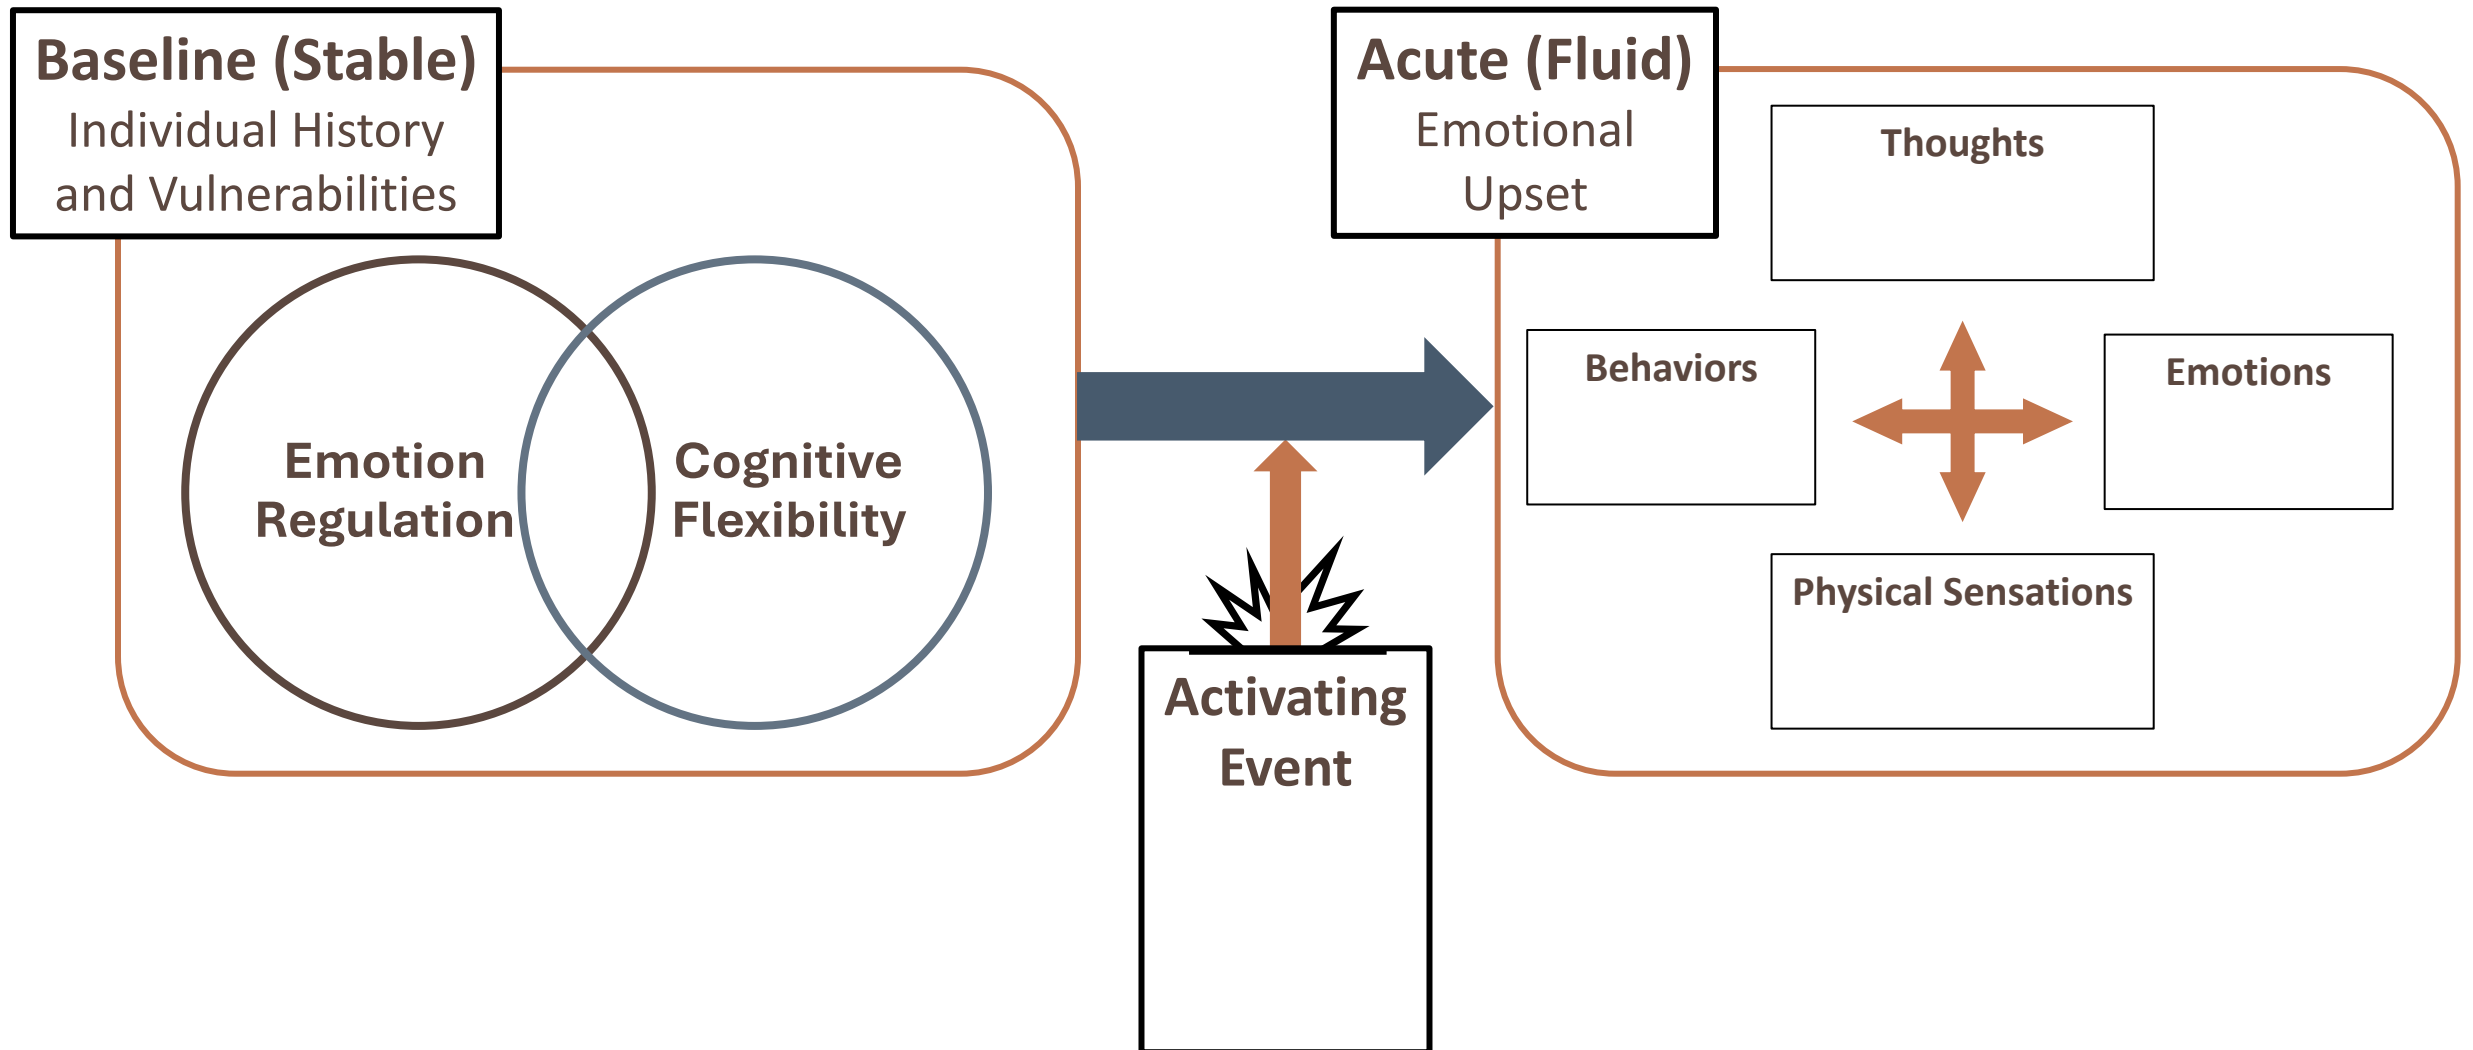 Baseline (Stable)
Individual History
and Vulnerabilities
Emotion
Regulation
Cognitive
Flexibility
Activating
Event
Acute (Fluid)
Emotional
Upset
Thoughts
Behaviors
Emotions
Physical Sensations